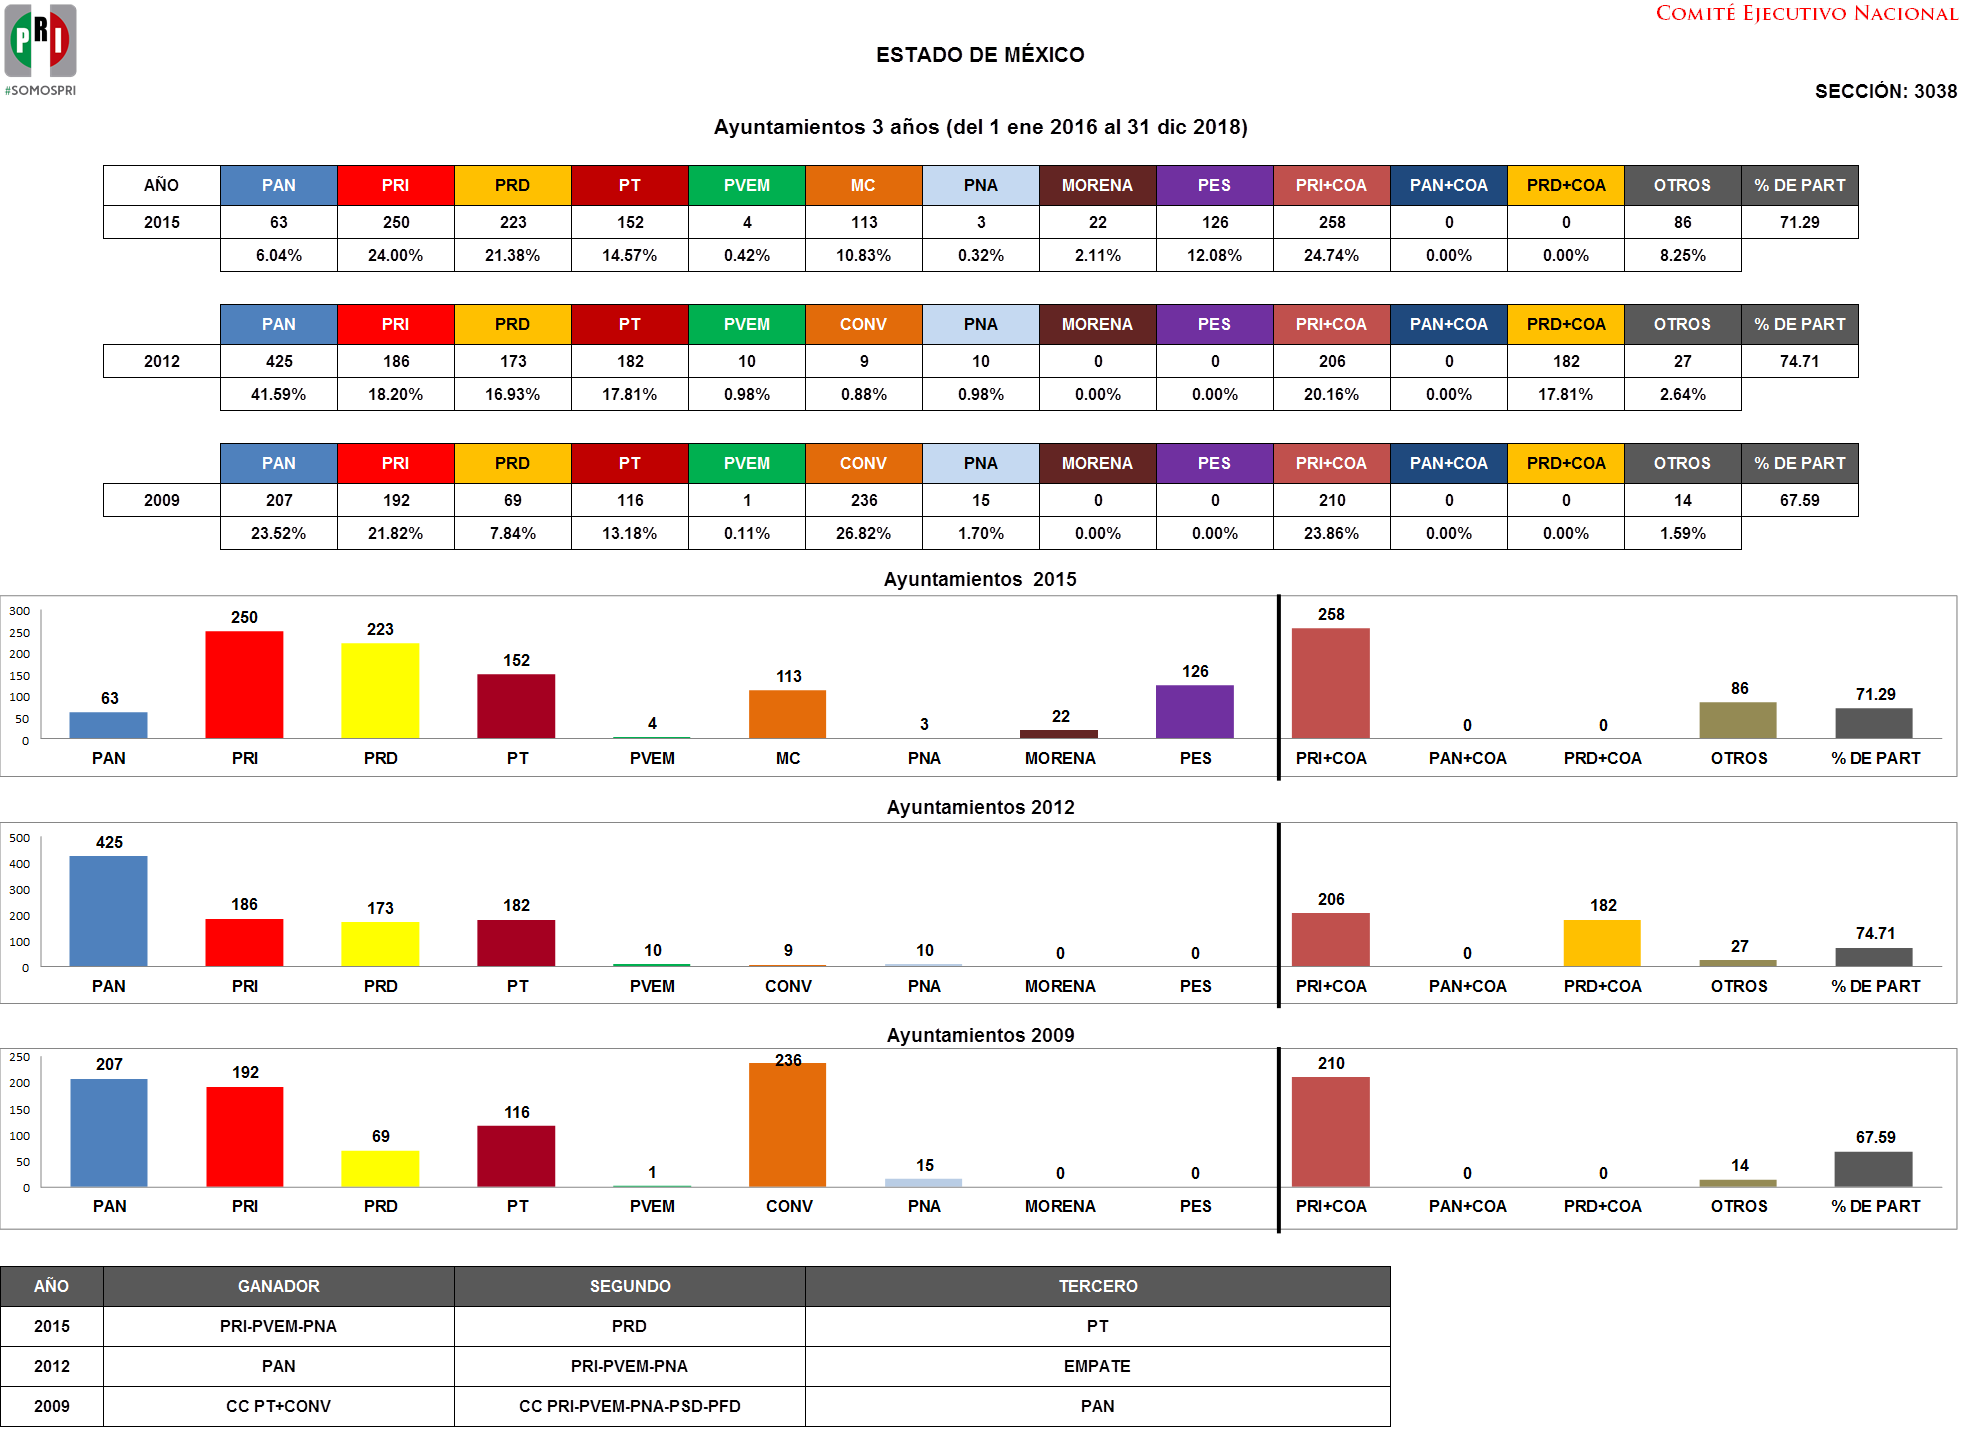 PRI
#SOMOSPRI
COMITÉ EJECUTIVO NACIONAL
ESTADO DE MÉXICO
SECCIÓN: 3038
Ayuntamientos 3 años (del 1 ene 2016 al 31 dic 2018)
AÑO PAN PRI PRD PT PVEM MC PNA MORENA PES PRI+COA PAN+COA PRD+COA OTROS % DE PART
2015 63 250 223 152 4 113 3 22 126 258 0 0 86 71.29
6.04% 24.00% 21.38% 14.57% 0.42% 10.83% 0.32% 2.11% 12.08% 24.74% 0.00% 0.00% 8.25%
PAN PRI PRD PT PVEM CONV PNA MORENA PES PRI+COA PAN+COA PRD+COA OTROS % DE PART
2012 425 186 173 182 10 9 10 0 0 206 0 182 27 74.71
41.59% 18.20% 16.93% 17.81% 0.98% 0.88% 0.98% 0.00% 0.00% 20.16% 0.00% 17.81% 2.64%
PAN PRI PRD PT PVEM CONV PNA MORENA PES PRI+COA PAN+COA PRD+COA OTROS % DE PART
2009 207 192 69 116 1 236 15 0 0 210 0 0 14 67.59
23.52% 21.82% 7.84% 13.18% 0.11% 26.82% 1.70% 0.00% 0.00% 23.86% 0.00% 0.00% 1.59%
Ayuntamientos 2015
300
250
200
150
100
50
0
63 250 223 152 4 113 3 22 126 258 0 0 86 71.29
PAN PRI PRD PT PVEM MC PNA MORENA PES PRI+COA PAN+COA PRD+COA OTROS % DE PART
Ayuntamientos 2012
500
400
300
200
100
0
425 186 173 182 10 9 10 0 0 206 0 182 27 74.71
PAN PRI PRD PT PVEM CONV PNA MORENA PES PRI+COA PAN+COA PRD+COA OTROS % DE PART
Ayuntamientos 2009
250
200
150
100
50
0
207 192 69 116 1 236 15 0 0 210 0 0 14 67.59
PAN PRI PRD PT PVEM CONV PNA MORENA PES PRI+COA PAN+COA PRD+COA OTROS % DE PART
AÑO GANADOR SEGUNDO TERCERO
2015 PRI-PVEM-PNA PRD PT
2012 PAN PRI-PVEM-PNA EMPATE
2009 CC PT+CONV CC PRI-PVEM-PNA-PSD-PFD PAN